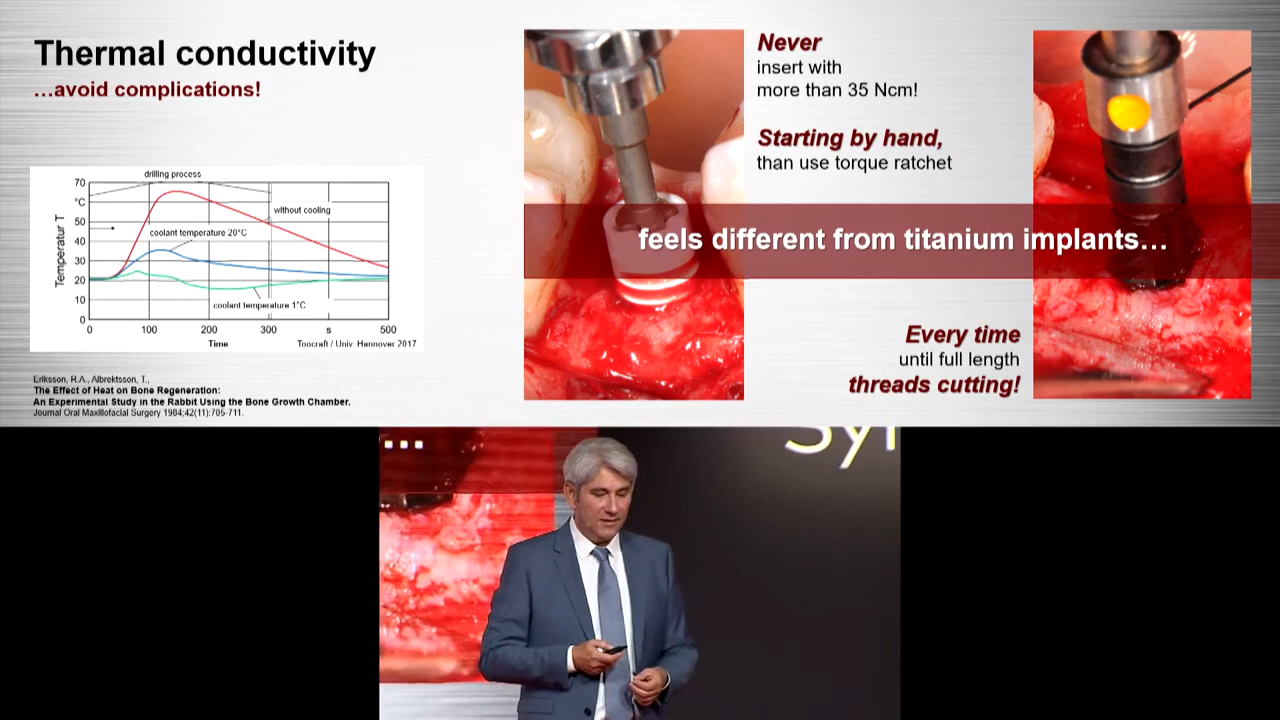 Thermal conductivity
…avoid complications!
drilling process
70
°C
50
40
30
20
10
0
Temperatur T
without cooling
coolant temperature 20°C
coolant temperature 1°C
0 100 200 300 s 500
Time
Toocraft / Univ. Hannover 2017
Eriksson, R.A., Albrektsson, T.,
The Effect of Heat on Bone Regeneration:
An Experimental Study in the Rabbit Using the Bone Growth Chamber.
Journal Oral Maxillofacial Surgery 1984;42(11):705-711.
Never
insert with
more than 35 Ncm!
Starting by hand,
than use torque ratchet
feels different from titanium implants…
Every time
until full length
threads cutting!
...